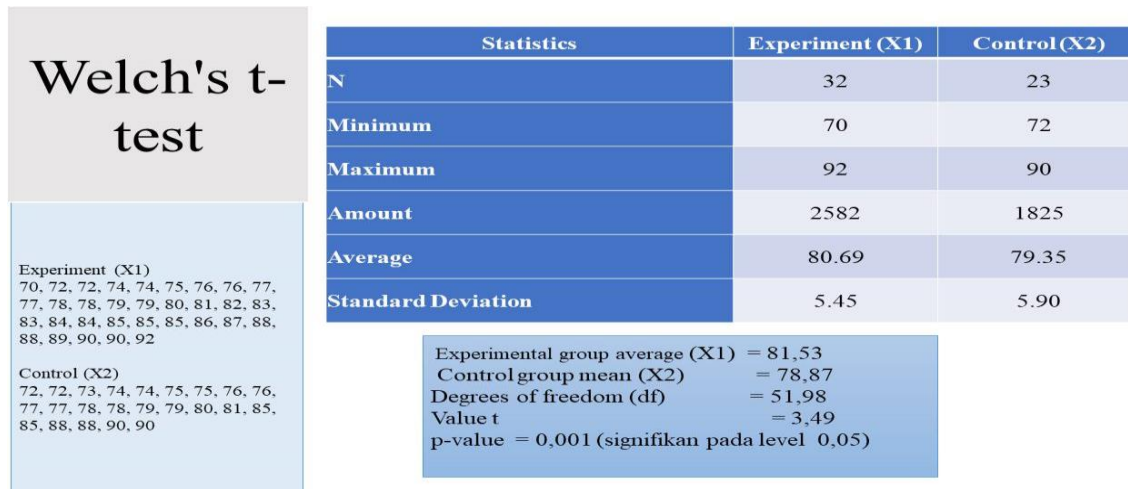 Welch's t-
test
Experiment (X1)
70, 72, 72, 74, 74, 75, 76, 76, 77,
77, 78, 78, 79, 79, 80, 81, 82, 83,
83, 84, 84, 85, 85, 85, 86, 87, 88,
88, 89, 90, 90, 92
Control (X2)
72, 72, 73, 74, 74, 75, 75, 76, 76,
77, 77, 78, 78, 79, 79, 80, 81, 85,
85, 88, 88, 90, 90
Statistics Experiment (X1) Control (X2)
N 32 23
Minimum 70 72
Maximum 92 90
Amount 2582 1825
Average 80.69 79.35
Standard Deviation 5.45 5.90
Experimental group average (X1) = 81,53
Control group mean (X2) = 78,87
Degrees of freedom (df) = 51,98
Value t = 3,49
p-value = 0,001 (signifikan pada level 0,05)